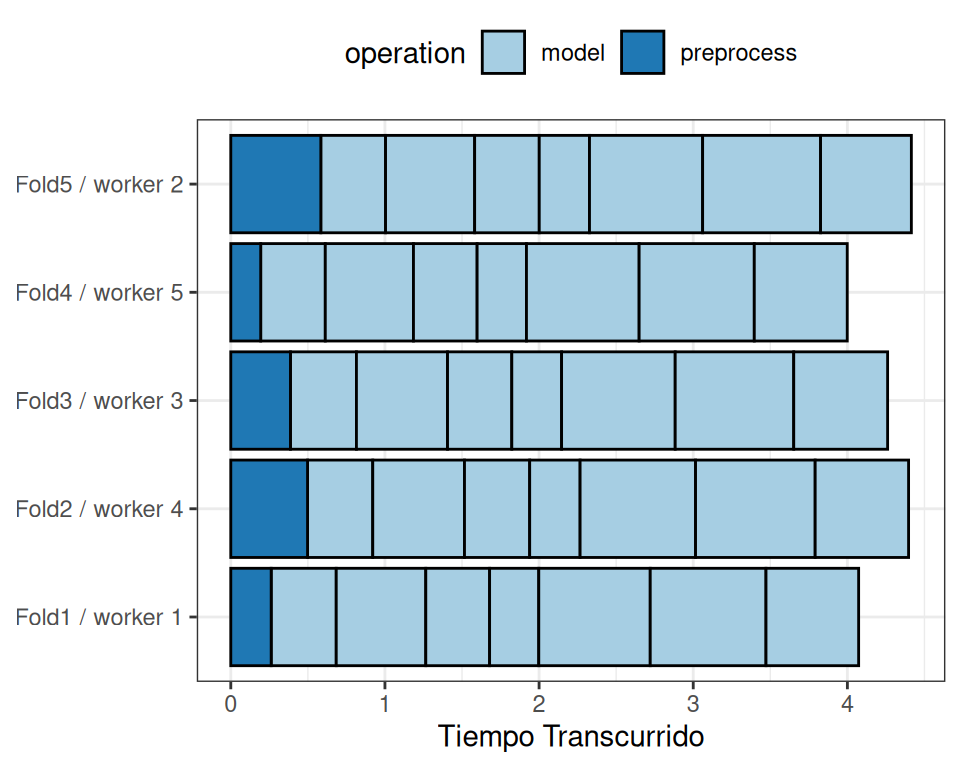 operation model preprocess
Fold5 / worker 2
Fold4 / worker 5
Fold3 / worker 3
Fold2 / worker 4
Fold1 / worker 1
0 1 2 3 4
Tiempo Transcurrido